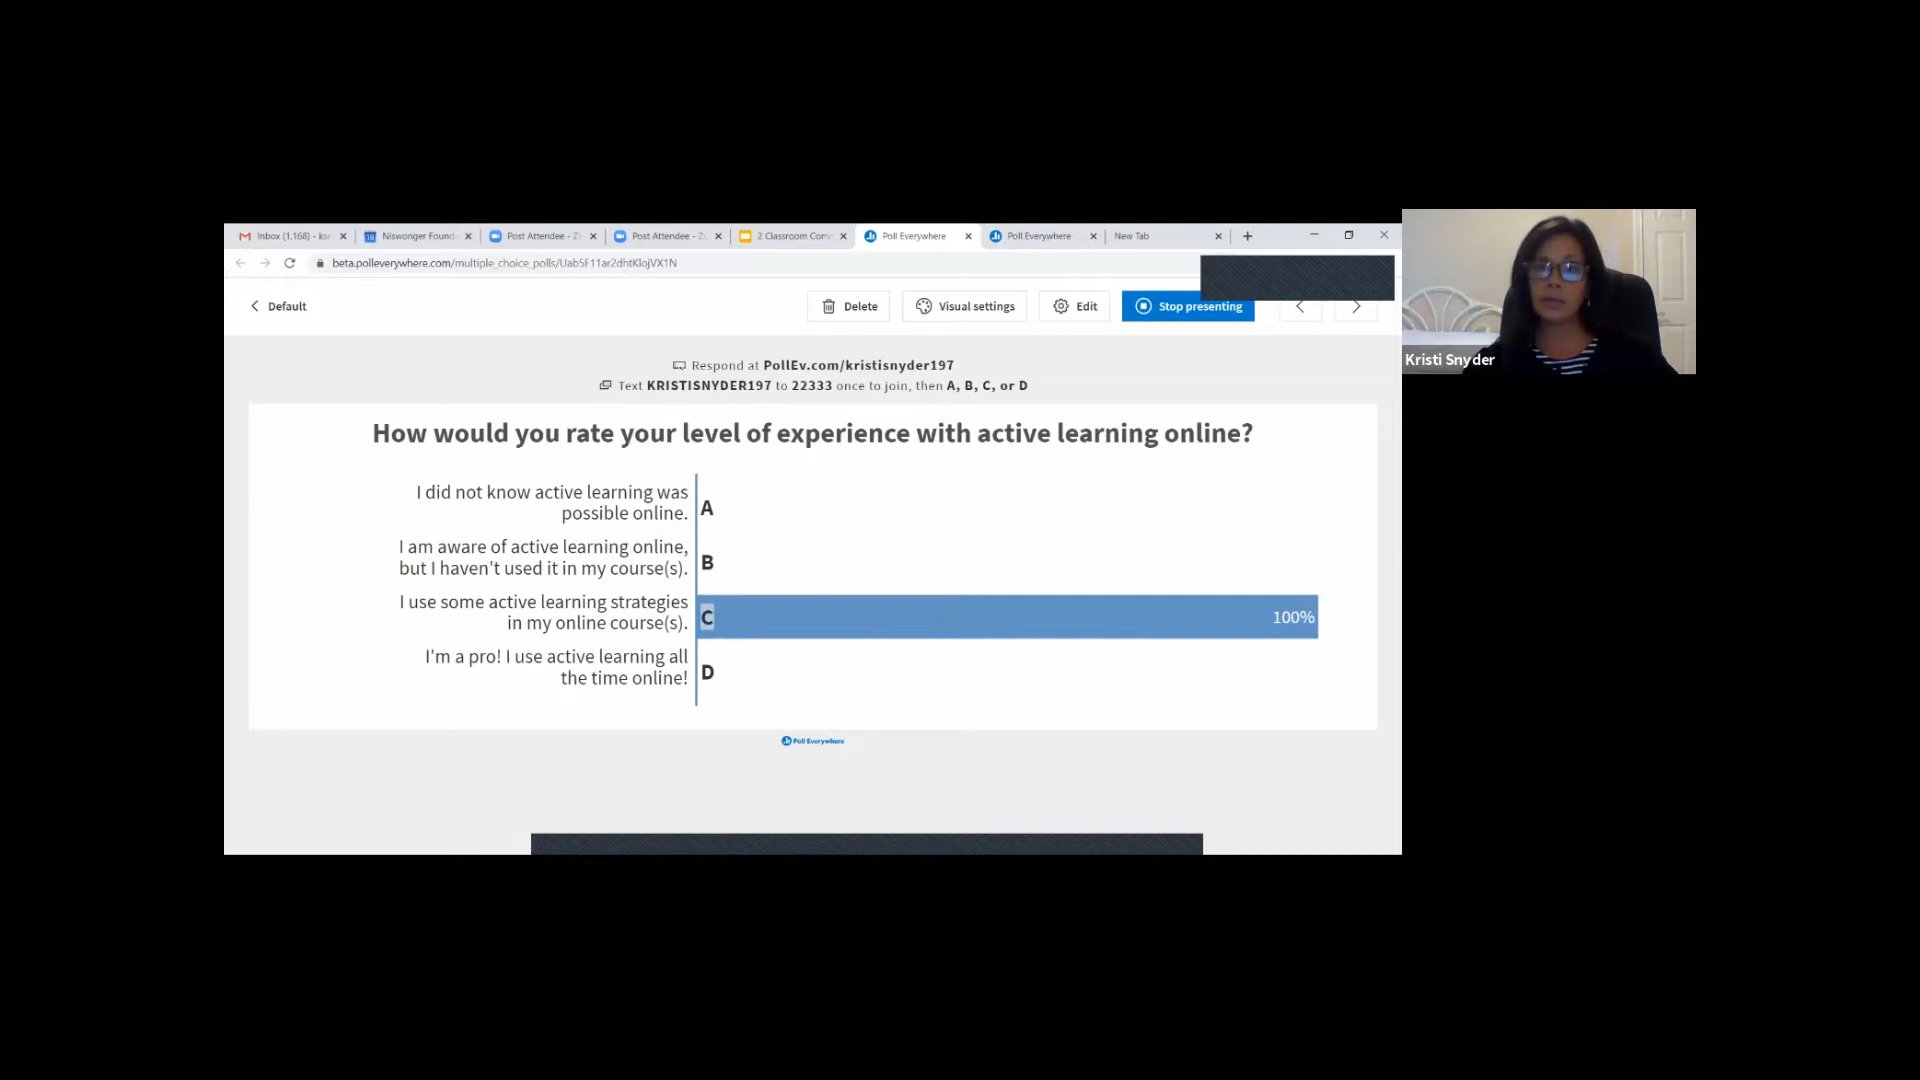 Inbox (1,168) - ksn
Niswonger Found
Post Attendee - Z
Post Attendee - Z
2 Classroom Com
Poll Everywhere
Poll Everywhere
New Tab
beta.polleverywhere.com/multiple_choice_polls/Uab5F11ar2dhtKlojVX1N
Default
Delete
Visual settings
Edit
Stop presenting
Respond at PollEv.com/kristisnyder197
Text KRISTISNYDER197 to 22333 once to join, then A, B, C, or D
How would you rate your level of experience with active learning online?
I did not know active learning was
possible online.
A
I am aware of active learning online,
but I haven't used it in my course(s).
B
I use some active learning strategies
in my online course(s).
C
100%
I'm a pro! I use active learning all
the time online!
D
Poll Everywhere
Kristi Snyder